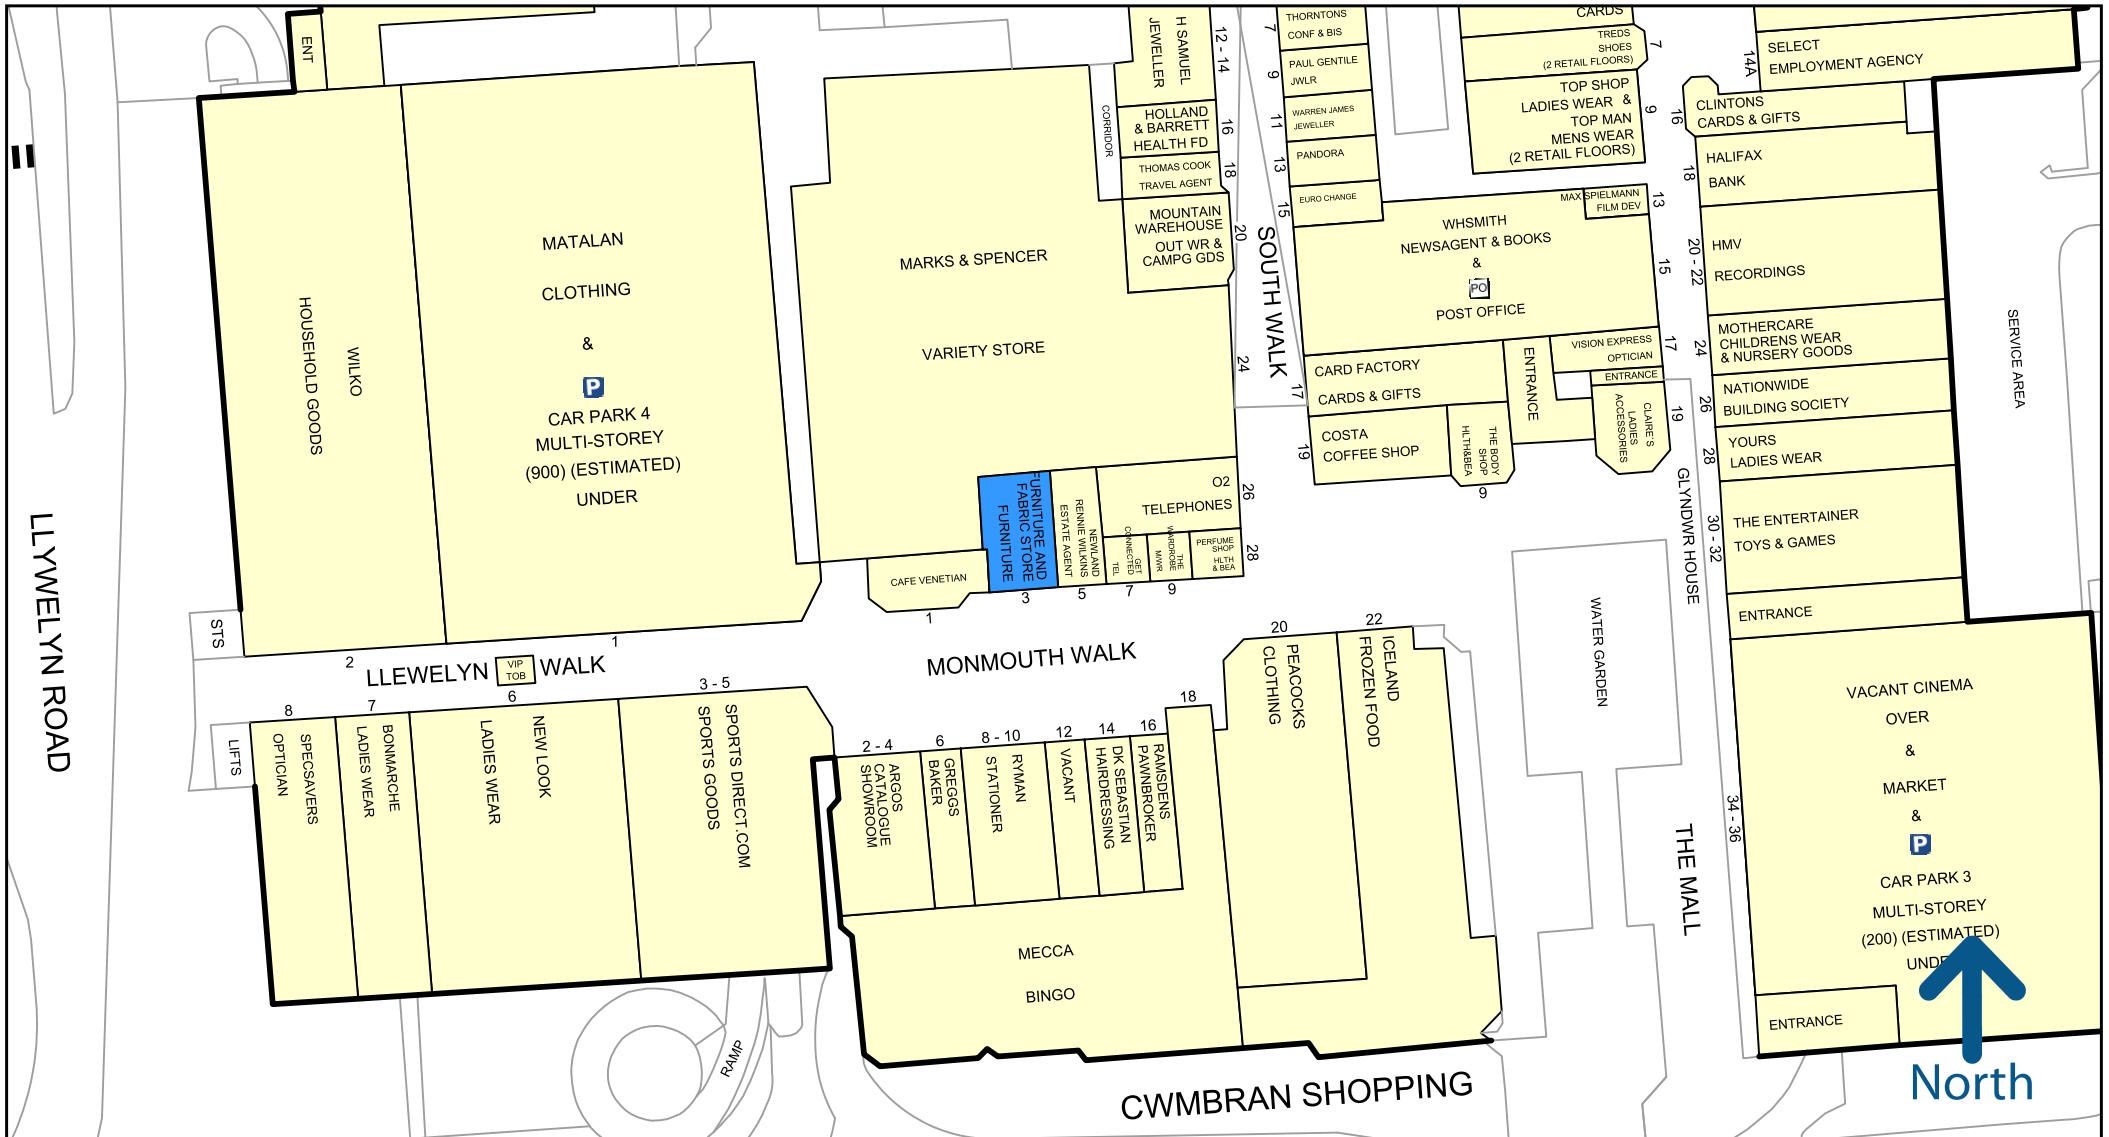 ENT
H SAMUEL
JEWELLER
12 - 14
CORRIDOR
HOLLAND
& BARRETT
HEALTH FD
16
THOMAS COOK
TRAVEL AGENT
18
MOUNTAIN
WAREHOUSE
OUT WR &
CAMPG GDS
20
SOUTH WALK
24
7
THORNTONS
CONF & BIS
9
PAUL GENTILE
JWLR
11
WARREN JAMES
JEWELLER
13
PANDORA
15
EURO CHANGE
CARDS
TREDS
SHOES
(2 RETAIL FLOORS)
7
TOP SHOP
LADIES WEAR &
TOP MAN
MENS WEAR
(2 RETAIL FLOORS)
9
MAX SPIELMANN
FILM DEV
13
WHSMITH
NEWSAGENT & BOOKS
&
PO
POST OFFICE
15
14A
SELECT
EMPLOYMENT AGENCY
16
CLINTONS
CARDS & GIFTS
18
HALIFAX
BANK
20 - 22
HMV
RECORDINGS
24
MOTHERCARE
CHILDRENS WEAR
& NURSERY GOODS
26
NATIONWIDE
BUILDING SOCIETY
28
YOURS
LADIES WEAR
30 - 32
THE ENTERTAINER
TOYS & GAMES
ENTRANCE
SERVICE AREA
17
CARD FACTORY
CARDS & GIFTS
ENTRANCE
VISION EXPRESS
OPTICIAN
17
ENTRANCE
CLAIRE'S
LADIES
ACCESSORIES
19
19
COSTA
COFFEE SHOP
THE BODY
SHOP
HLTH&BEA
9
GLYNDWR HOUSE
WILKO
HOUSEHOLD GOODS
MATALAN
CLOTHING
&
P
CAR PARK 4
MULTI-STOREY
(900) (ESTIMATED)
UNDER
MARKS & SPENCER
VARIETY STORE
FURNITURE AND
FABRIC STORE
FURNITURE
3
NEWLAND
RENNIE WILKINS
ESTATE AGENT
5
O2
TELEPHONES
26
GET
CONNECTED
TEL
7
THE
WARDROBE
M/WR
9
PERFUME
SHOP
HLTH
& BEA
28
CAFE VENETIAN
1
LLYWELYN ROAD
STS
2
1
LLEWELYN
VIP
TOB
WALK
MONMOUTH WALK
LIFTS
8
SPECSAVERS
OPTICIAN
7
BONMARCHE
LADIES WEAR
6
NEW LOOK
LADIES WEAR
3 - 5
SPORTS DIRECT.COM
SPORTS GOODS
2 - 4
ARGOS
CATALOGUE
SHOWROOM
6
GREGGS
BAKER
8 - 10
RYMAN
STATIONER
12
VACANT
14
DK SEBASTIAN
HAIRDRESSING
16
RAMSDENS
PAWNBROKER
18
20
PEACOCKS
CLOTHING
22
ICELAND
FROZEN FOOD
MECCA
BINGO
WATER GARDEN
THE MALL
34 - 36
VACANT CINEMA
OVER
&
MARKET
&
P
CAR PARK 3
MULTI-STOREY
(200) (ESTIMATED)
ENTRANCE
RAMP
CWMBRAN SHOPPING
North